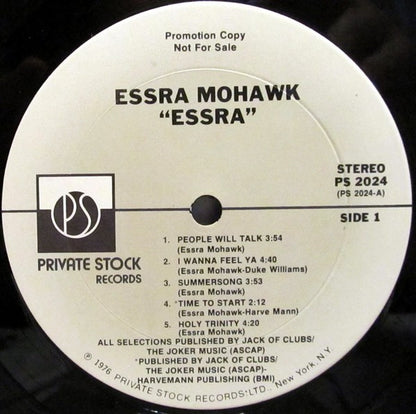 Promotion Copy
Not For Sale
ESSRA MOHAWK
"ESSRA"
STEREO
PS 2024
(PS 2024-A)
SIDE 1
PS
PRIVATE STOCK
RECORDS
1. PEOPLE WILL TALK 3:54
(Essra Mohawk)
2. I WANNA FEEL YA 4:40
(Essra Mohawk-Duke Williams)
3. SUMMERSONG 3:53
(Essra Mohawk)
4. *TIME TO START 2:12
(Essra Mohawk-Harve Mann)
5. HOLY TRINITY 4:20
(Essra Mohawk)
ALL SELECTIONS PUBLISHED BY JACK OF CLUBS/
THE JOKER MUSIC (ASCAP)
*PUBLISHED BY JACK OF CLUBS/
THE JOKER MUSIC (ASCAP)-
HARVEMANN PUBLISHING (BMI)
℗ 1976 PRIVATE STOCK RECORDS LTD., New York, N.Y.